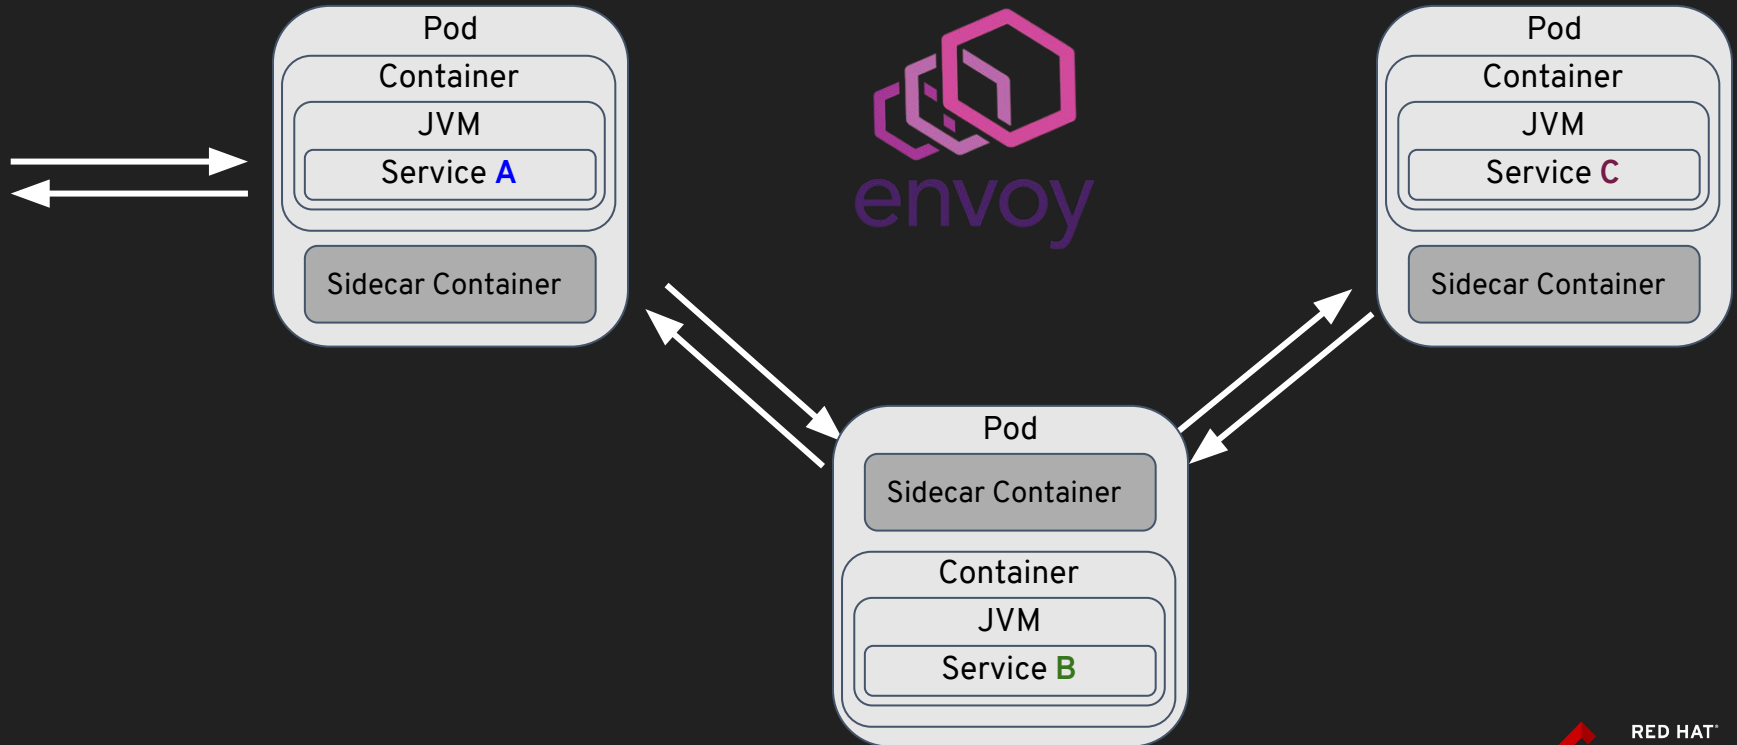 Pod
Container
JVM
Service A
Sidecar Container
envoy
Pod
Container
JVM
Service C
Sidecar Container
Pod
Sidecar Container
Container
JVM
Service B
RED HAT®